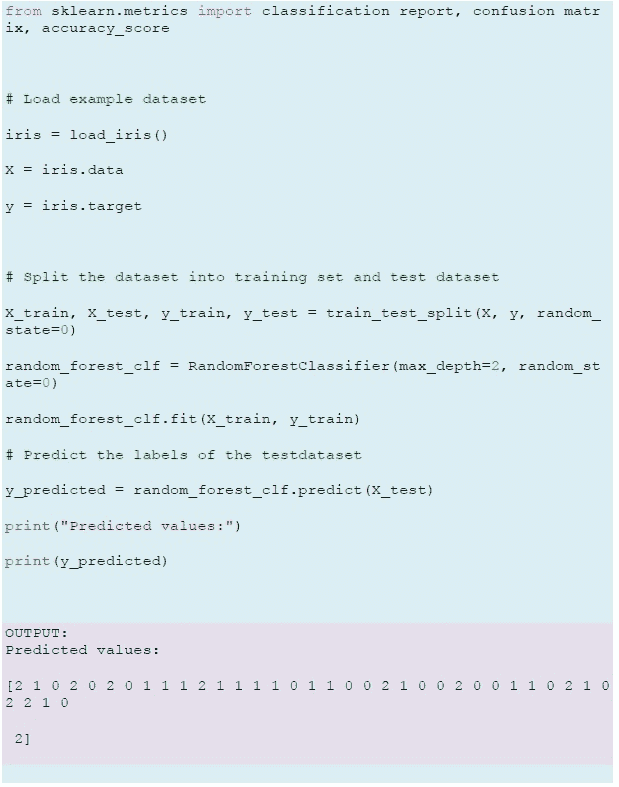 from sklearn.metrics import classification report, confusion matr
ix, accuracy_score
# Load example dataset
iris = load_iris()
X = iris.data
y = iris.target
# Split the dataset into training set and test dataset
X_train, X_test, y_train, y_test = train_test_split(X, y, random_
state=0)
random_forest_clf = RandomForestClassifier(max_depth=2, random_st
ate=0)
random_forest_clf.fit(X_train, y_train)
# Predict the labels of the testdataset
y_predicted = random_forest_clf.predict(X_test)
print("Predicted values:")
print(y_predicted)
OUTPUT:
Predicted values:
[2 1 0 2 0 2 0 1 1 1 2 1 1 1 1 0 1 1 0 0 2 1 0 0 2 0 0 1 1 0 2 1 0
2 2 1 0
2]